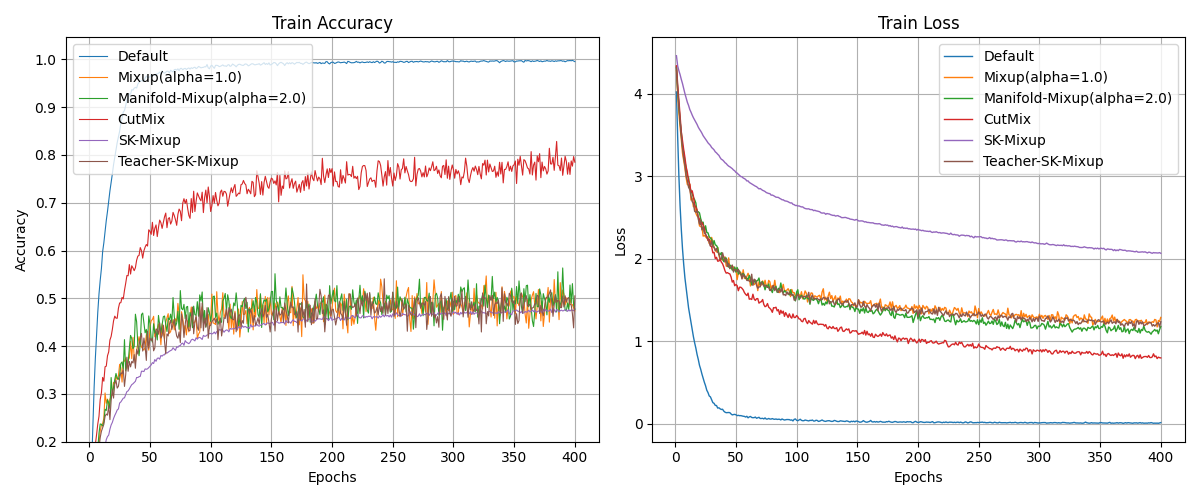 Train Accuracy
Default
Mixup(alpha=1.0)
Manifold-Mixup(alpha=2.0)
CutMix
SK-Mixup
Teacher-SK-Mixup
Accuracy
1.0
0.9
0.8
0.7
0.6
0.5
0.4
0.3
0.2
0 50 100 150 200 250 300 350 400
Epochs
Train Loss
Default
Mixup(alpha=1.0)
Manifold-Mixup(alpha=2.0)
CutMix
SK-Mixup
Teacher-SK-Mixup
Loss
4
3
2
1
0
0 50 100 150 200 250 300 350 400
Epochs